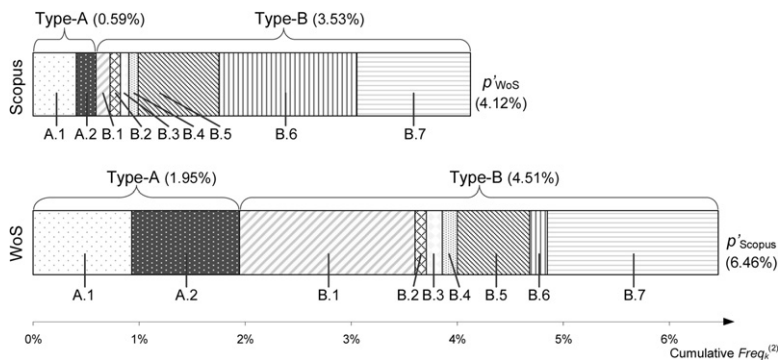 Type-A (0.59%)
Type-B (3.53%)
Scopus
p'WoS
(4.12%)
A.1
A.2
B.1
B.2
B.3
B.4
B.5
B.6
B.7
Type-A (1.95%)
Type-B (4.51%)
WoS
p'Scopus
(6.46%)
A.1
A.2
B.1
B.2
B.3
B.4
B.5
B.6
B.7
0%
1%
2%
3%
4%
5%
6%
Cumulative Freqk(2)